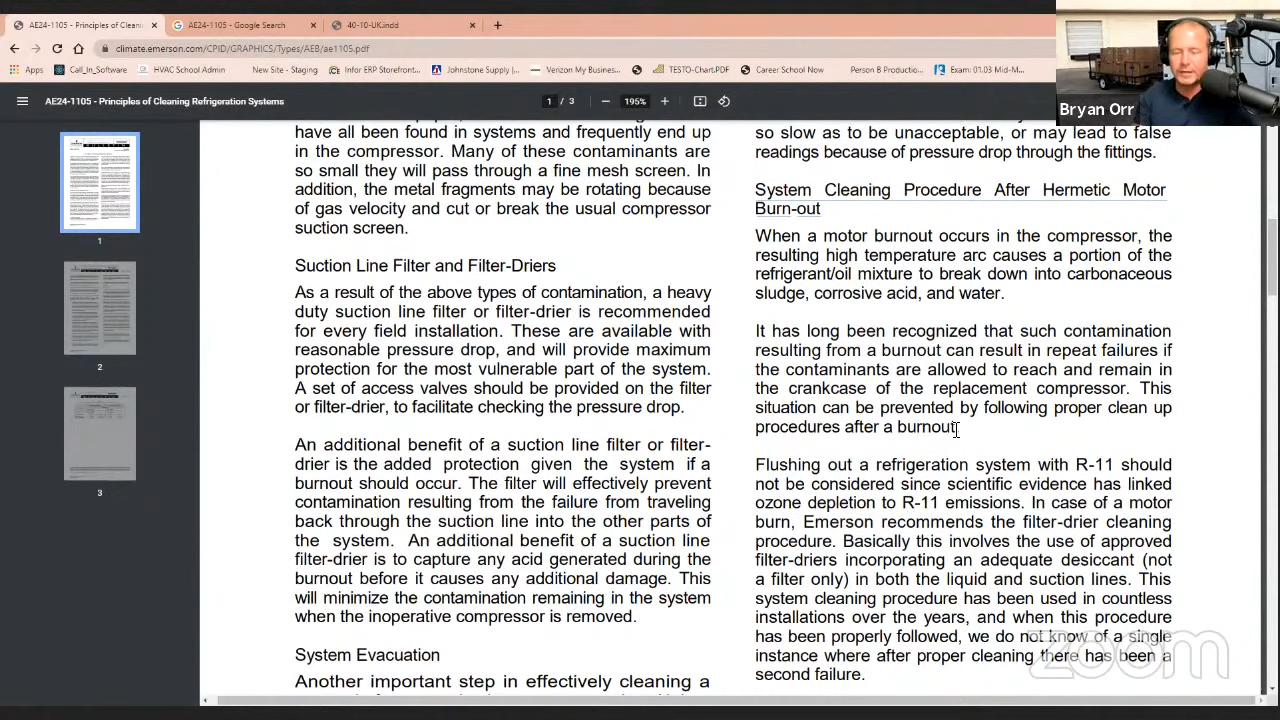 AE24-1105 - Principles of Cleani
AE24-1105 - Google Search
40-10-UK.indd
climate.emerson.com/CPID/GRAPHICS/Types/AEB/ae1105.pdf
Apps
Call_In_Software
HVAC School Admin
New Site - Staging
Infor ERP Storefront...
Johnstone Supply |...
Verizon My Busines...
TESTO-Chart.PDF
Career School Now
Person B Productio...
Exam: 01.03 Mid-M...
Bryan Orr
AE24-1105 - Principles of Cleaning Refrigeration Systems
1 / 3
195%
1
2
3
have all been found in systems and frequently end up
in the compressor. Many of these contaminants are
so small they will pass through a fine mesh screen. In
addition, the metal fragments may be rotating because
of gas velocity and cut or break the usual compressor
suction screen.
Suction Line Filter and Filter-Driers
As a result of the above types of contamination, a heavy
duty suction line filter or filter-drier is recommended
for every field installation. These are available with
reasonable pressure drop, and will provide maximum
protection for the most vulnerable part of the system.
A set of access valves should be provided on the filter
or filter-drier, to facilitate checking the pressure drop.
An additional benefit of a suction line filter or filter-
drier is the added protection given the system if a
burnout should occur. The filter will effectively prevent
contamination resulting from the failure from traveling
back through the suction line into the other parts of
the system. An additional benefit of a suction line
filter-drier is to capture any acid generated during the
burnout before it causes any additional damage. This
will minimize the contamination remaining in the system
when the inoperative compressor is removed.
System Evacuation
Another important step in effectively cleaning a
so slow as to be unacceptable, or may lead to false
readings because of pressure drop through the fittings.
System Cleaning Procedure After Hermetic Motor
Burn-out
When a motor burnout occurs in the compressor, the
resulting high temperature arc causes a portion of the
refrigerant/oil mixture to break down into carbonaceous
sludge, corrosive acid, and water.
It has long been recognized that such contamination
resulting from a burnout can result in repeat failures if
the contaminants are allowed to reach and remain in
the crankcase of the replacement compressor. This
situation can be prevented by following proper clean up
procedures after a burnout.
Flushing out a refrigeration system with R-11 should
not be considered since scientific evidence has linked
ozone depletion to R-11 emissions. In case of a motor
burn, Emerson recommends the filter-drier cleaning
procedure. Basically this involves the use of approved
filter-driers incorporating an adequate desiccant (not
a filter only) in both the liquid and suction lines. This
system cleaning procedure has been used in countless
installations over the years, and when this procedure
has been properly followed, we do not know of a single
instance where after proper cleaning there has been a
second failure.
zoom